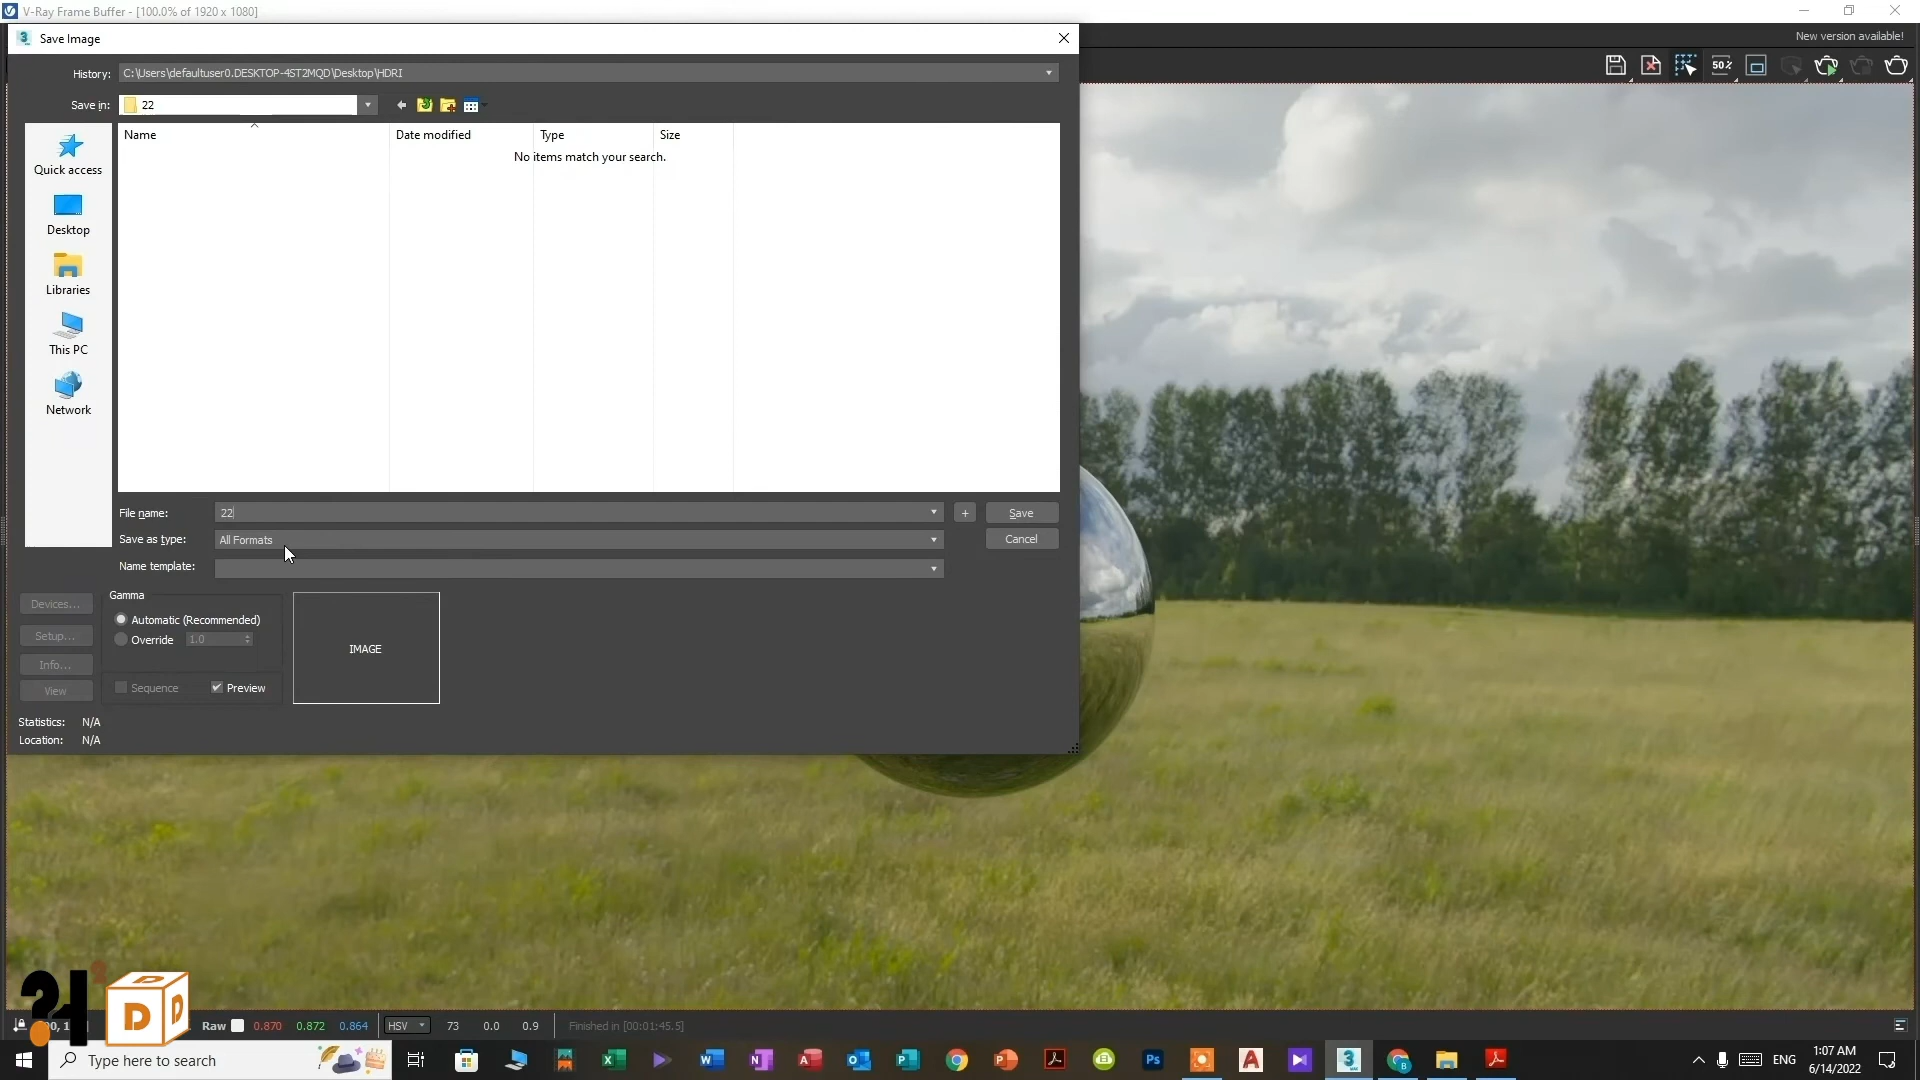 V-Ray Frame Buffer - [100.0% of 1920 x 1080]
Save Image
New version available!
History: C:\Users\defaultuser0.DESKTOP-4ST2MQD\Desktop\HDRI
50%
Save in: 22
Name Date modified Type Size
No items match your search.
Quick access
Desktop
Libraries
This PC
Network
File name: 22 + Save
Save as type: All Formats Cancel
Name template:
Devices...
Setup...
Info...
View
Gamma
Automatic (Recommended)
Override 1.0
Sequence Preview
IMAGE
Statistics: N/A
Location: N/A
D D D
Raw 0.870 0.872 0.864 HSV 73 0.0 0.9 Finished in [00:01:45.5]
Type here to search
ENG
1:07 AM
6/14/2022